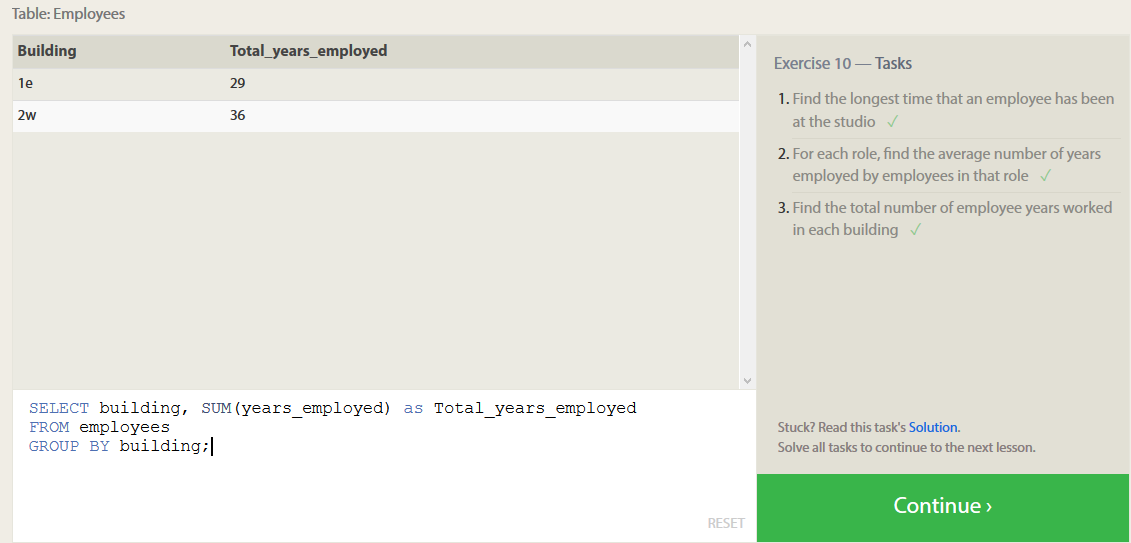 Table: Employees
Building Total_years_employed
1e 29
2w 36
SELECT building, SUM(years_employed) as Total_years_employed
FROM employees
GROUP BY building;
RESET
Exercise 10 — Tasks
1. Find the longest time that an employee has been
at the studio ✓
2. For each role, find the average number of years
employed by employees in that role ✓
3. Find the total number of employee years worked
in each building ✓
Stuck? Read this task's Solution.
Solve all tasks to continue to the next lesson.
Continue ›